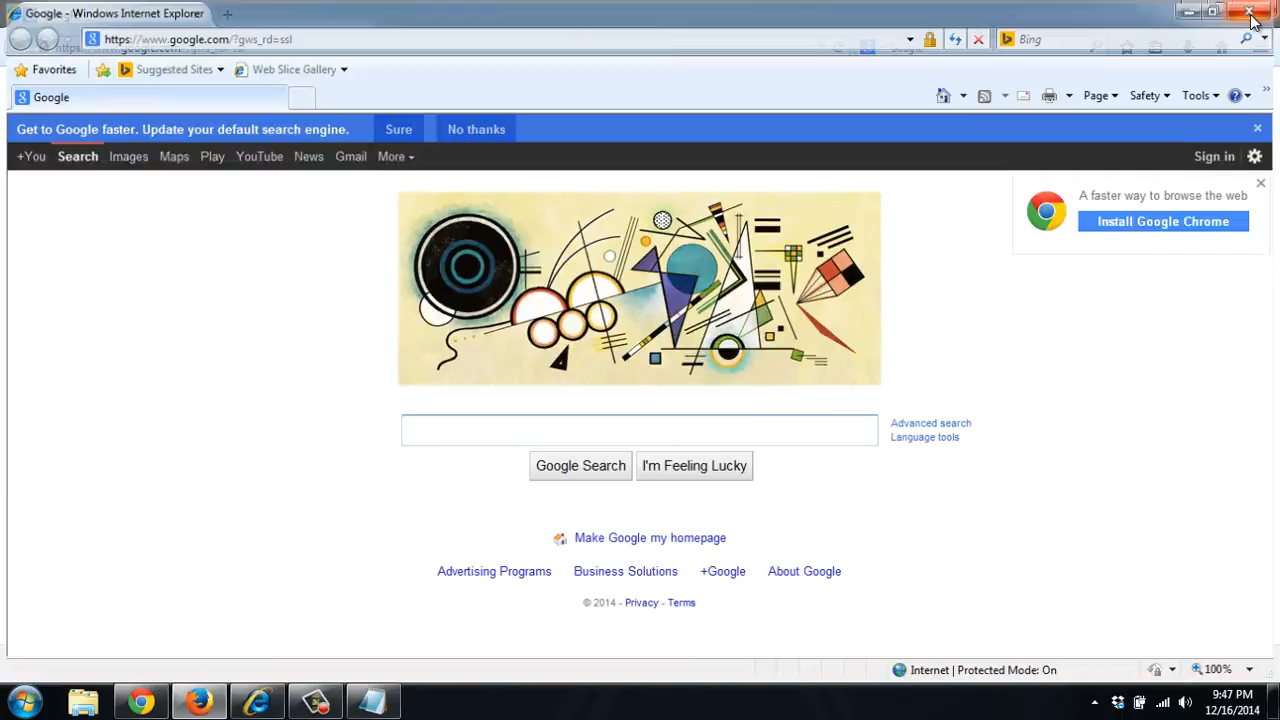 Google - Windows Internet Explorer
https://www.google.com/?gws_rd=ssl
Bing
Favorites Suggested Sites Web Slice Gallery
Google
Page Safety Tools
Get to Google faster. Update your default search engine. Sure No thanks
+You Search Images Maps Play YouTube News Gmail More Sign in
A faster way to browse the web
Install Google Chrome
Advanced search
Language tools
Google Search I'm Feeling Lucky
Make Google my homepage
Advertising Programs Business Solutions +Google About Google
© 2014 - Privacy - Terms
Internet | Protected Mode: On 100%
9:47 PM
12/16/2014